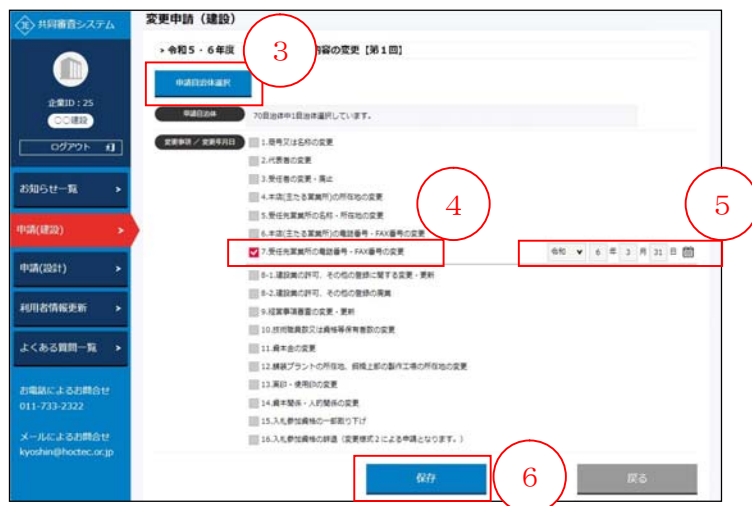 共同審査システム
変更申請（建設）
> 令和５・６年度
容の変更【第１回】
③
申請自治体選択
企業ID：25
〇〇建設
申請自治体
70自治体中1自治体選択しています。
ログアウト
変更事項 / 変更年月日
1.商号又は名称の変更
2.代表者の変更
3.受任者の変更・廃止
4.本店(主たる営業所)の所在地の変更
5.受任先営業所の名称・所在地の変更
6.本店(主たる営業所)の電話番号・FAX番号の変更
④
⑤
7.受任先営業所の電話番号・FAX番号の変更
令和 6 年 3 月 31 日
8-1.建設業の許可、その他の登録に関する変更・更新
8-2.建設業の許可、その他の登録の廃業
9.経営事項審査の変更・更新
10.技術職員数又は資格等保有者数の変更
11.資本金の変更
12.舗装プラントの所在地、鋼橋上部の製作工場の所在地の変更
13.実印・使用印の変更
14.資本関係・人的関係の変更
15.入札参加資格の一部取り下げ
16.入札参加資格の辞退（変更様式２による申請となります。）
お知らせ一覧 >
申請(建設) >
申請(設計) >
利用者情報更新 >
よくある質問一覧 >
お電話によるお問合せ
011-733-2322
メールによるお問合せ
kyoshin@hoctec.or.jp
保存
⑥
戻る